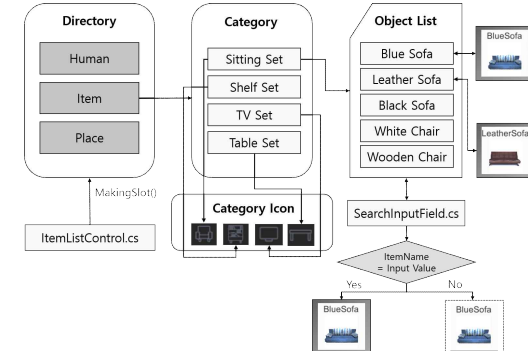 Directory
Human
Item
Place
MakingSlot()
ItemListControl.cs
Category
Sitting Set
Shelf Set
TV Set
Table Set
Category Icon
Object List
Blue Sofa
Leather Sofa
Black Sofa
White Chair
Wooden Chair
BlueSofa
LeatherSofa
SearchInputField.cs
ItemName
= Input Value
Yes
No
BlueSofa
BlueSofa